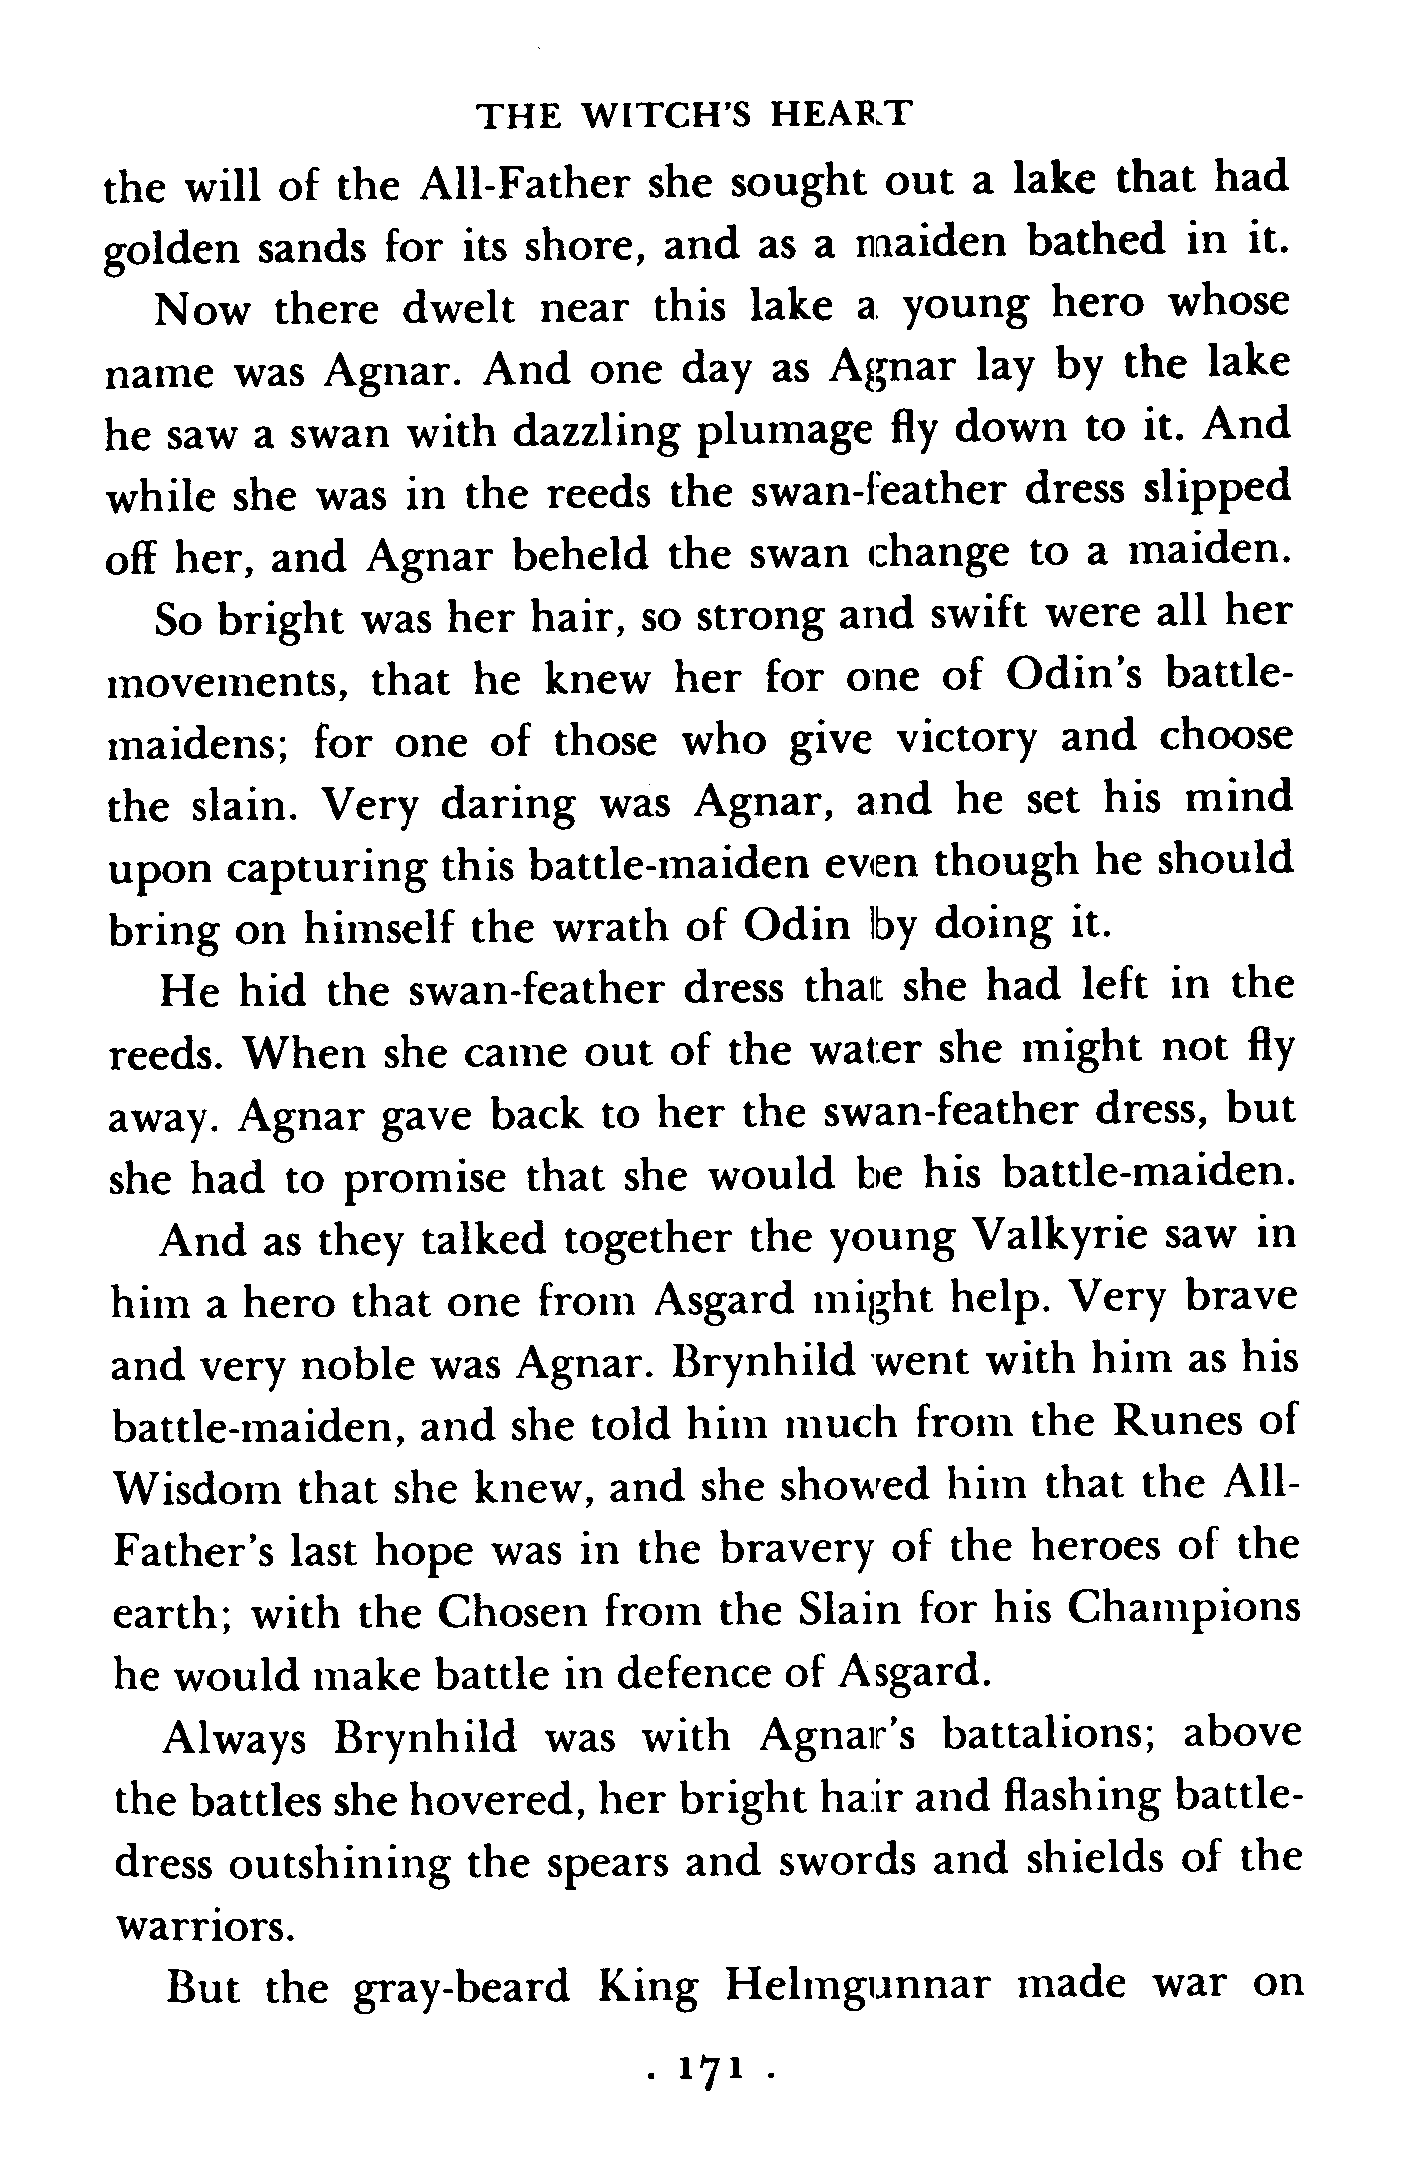 THE WITCH'S HEART
the will of the All-Father she sought out a lake that had
golden sands for its shore, and as a maiden bathed in it.
Now there dwelt near this lake a young hero whose
name was Agnar. And one day as Agnar lay by the lake
he saw a swan with dazzling plumage fly down to it. And
while she was in the reeds the swan-feather dress slipped
off her, and Agnar beheld the swan change to a maiden.
So bright was her hair, so strong and swift were all her
movements, that he knew her for one of Odin's battle-
maidens; for one of those who give victory and choose
the slain. Very daring was Agnar, and he set his mind
upon capturing this battle-maiden even though he should
bring on himself the wrath of Odin by doing it.
He hid the swan-feather dress that she had left in the
reeds. When she came out of the water she might not fly
away. Agnar gave back to her the swan-feather dress, but
she had to promise that she would be his battle-maiden.
And as they talked together the young Valkyrie saw in
him a hero that one from Asgard might help. Very brave
and very noble was Agnar. Brynhild went with him as his
battle-maiden, and she told him much from the Runes of
Wisdom that she knew, and she showed him that the All-
Father's last hope was in the bravery of the heroes of the
earth; with the Chosen from the Slain for his Champions
he would make battle in defence of Asgard.
Always Brynhild was with Agnar's battalions; above
the battles she hovered, her bright hair and flashing battle-
dress outshining the spears and swords and shields of the
warriors.
But the gray-beard King Helmgunnar made war on
. 171 .